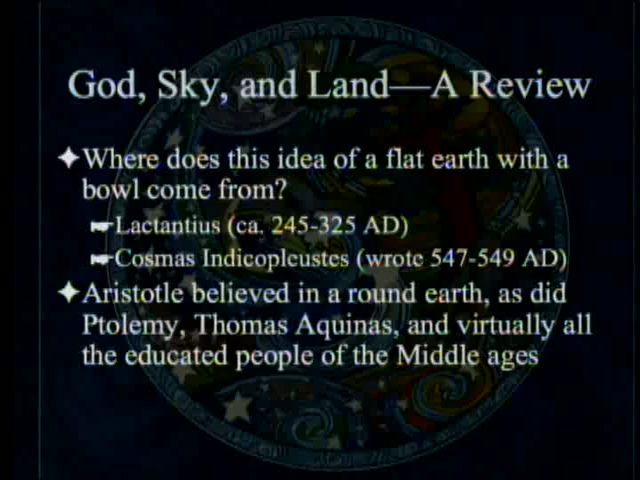 God, Sky, and Land—A Review
Where does this idea of a flat earth with a
bowl come from?
Lactantius (ca. 245-325 AD)
Cosmas Indicopleustes (wrote 547-549 AD)
Aristotle believed in a round earth, as did
Ptolemy, Thomas Aquinas, and virtually all
the educated people of the Middle ages